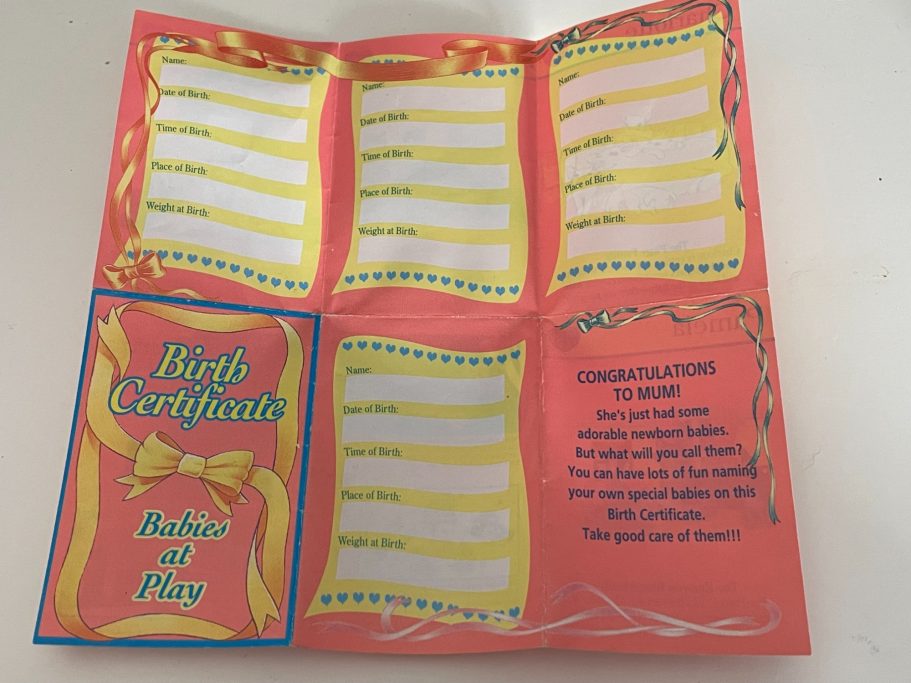 Name:
Date of Birth:
Time of Birth:
Place of Birth:
Weight at Birth:
Name:
Date of Birth:
Time of Birth:
Place of Birth:
Weight at Birth:
Name:
Date of Birth:
Time of Birth:
Place of Birth:
Weight at Birth:
Birth
Certificate
Babies
at
Play
Name:
Date of Birth:
Time of Birth:
Place of Birth:
Weight at Birth:
CONGRATULATIONS
TO MUM!
She's just had some
adorable newborn babies.
But what will you call them?
You can have lots of fun naming
your own special babies on this
Birth Certificate.
Take good care of them!!!